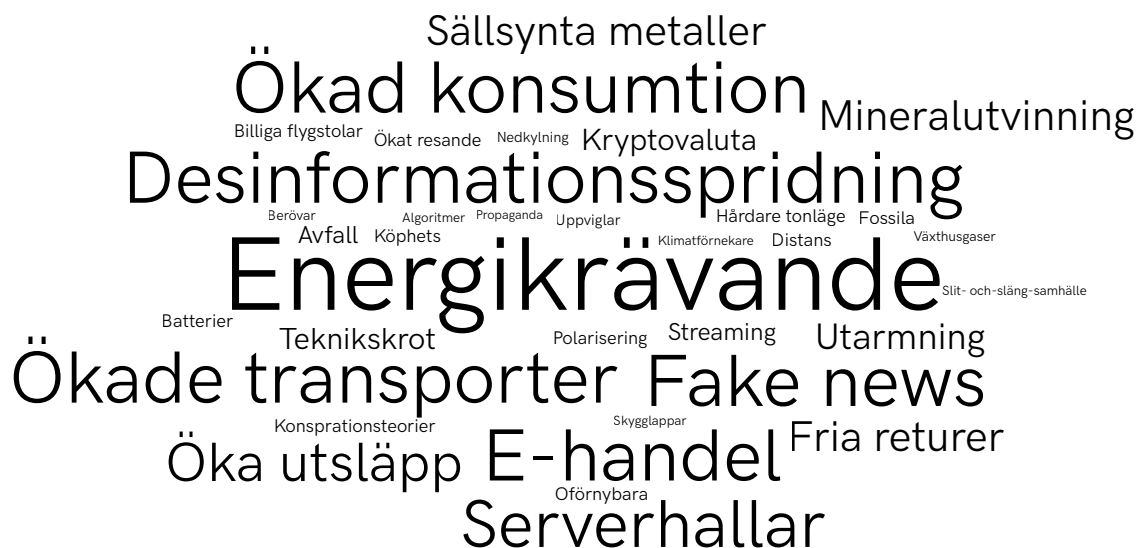 Sällsynta metaller
Ökad konsumtion
Mineralutvinning
Billiga flygstolar
Ökat resande
Nedkylning
Kryptovaluta
Desinformationsspridning
Berövar
Algoritmer
Propaganda
Uppviglar
Hårdare tonläge
Fossila
Avfall
Köphets
Klimatförnekare
Distans
Växthusgaser
Energikrävande
Slit- och-släng-samhälle
Batterier
Teknikskrot
Polarisering
Streaming
Utarmning
Ökade transporter
Fake news
Konsprationsteorier
Skygglappar
Fria returer
Öka utsläpp
E-handel
Oförnybara
Serverhallar